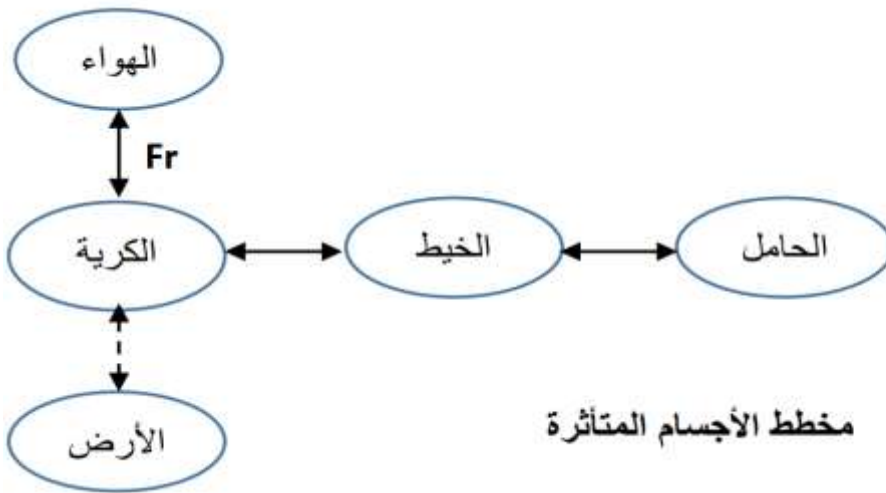 الهواء
Fr
الكرية
الخيط
الحامل
الأرض
مخطط الأجسام المتأثرة